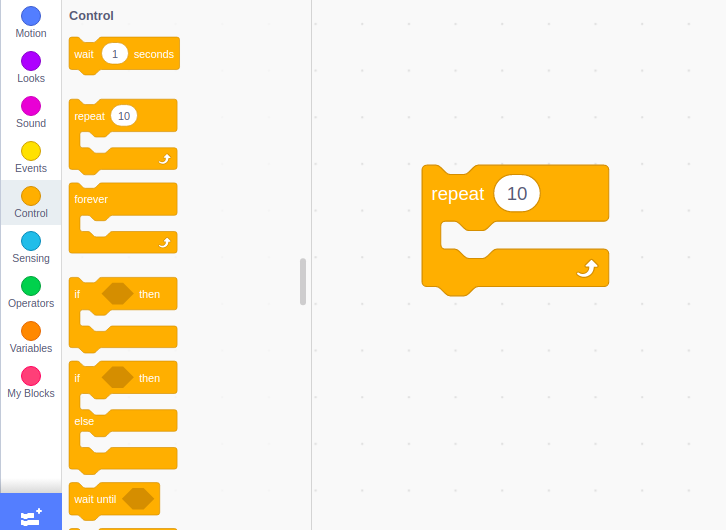 Motion
Looks
Sound
Events
Control
Sensing
Operators
Variables
My Blocks
Control
wait 1 seconds
repeat 10
forever
if then
if then
else
wait until
repeat 10